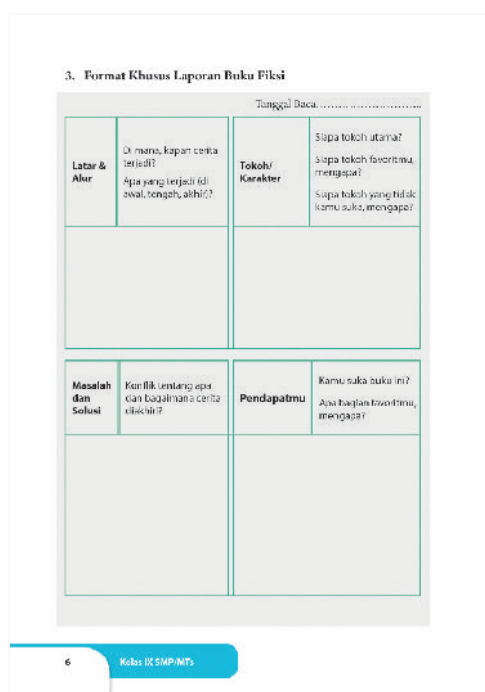 3. Format Khusus Laporan Buku Fiksi
Tanggal Baca..............................
Latar &
Alur
Di mana, kapan cerita
terjadi?
Apa yang terjadi (di
awal, tengah, akhir)?
Tokoh/
Karakter
Siapa tokoh utama?
Siapa tokoh favoritmu,
mengapa?
Siapa tokoh yang tidak
kamu suka, mengapa?
Masalah
dan
Solusi
Konflik tentang apa
dan bagaimana cerita
diakhiri?
Pendapatmu
Kamu suka buku ini?
Apa bagian favoritmu,
mengapa?
6
Kelas IX SMP/MTs